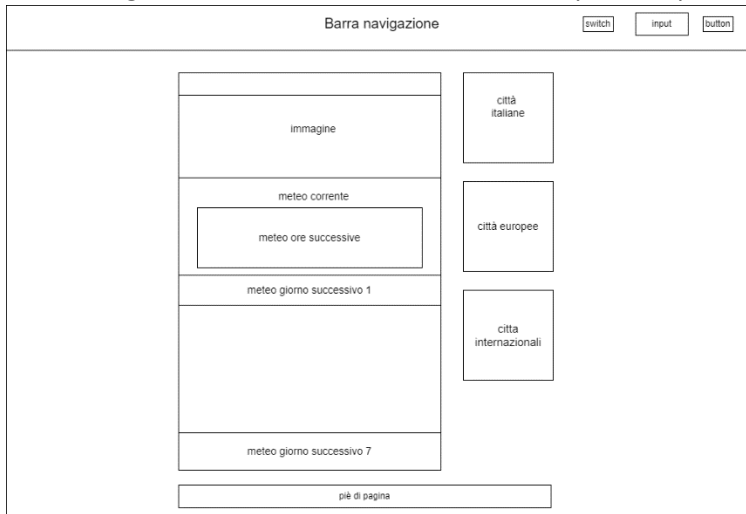 Barra navigazione
switch
input
button
immagine
meteo corrente
meteo ore successive
meteo giorno successivo 1
meteo giorno successivo 7
città
italiane
città europee
citta
internazionali
piè di pagina